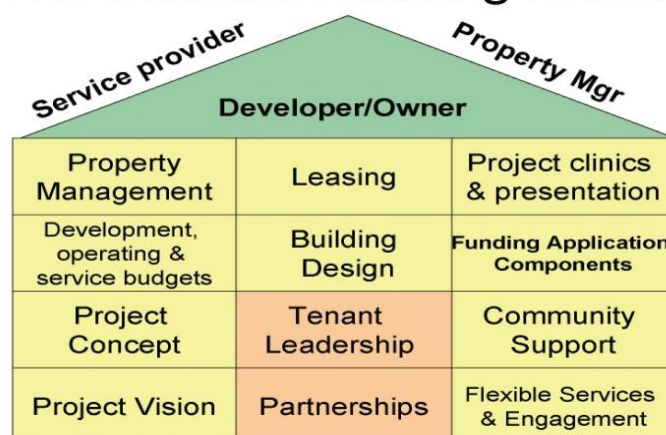 Service provider
Property Mgr
Developer/Owner
Property
Management
Leasing
Project clinics
& presentation
Development,
operating &
service budgets
Building
Design
Funding Application
Components
Project
Concept
Tenant
Leadership
Community
Support
Project Vision
Partnerships
Flexible Services
& Engagement